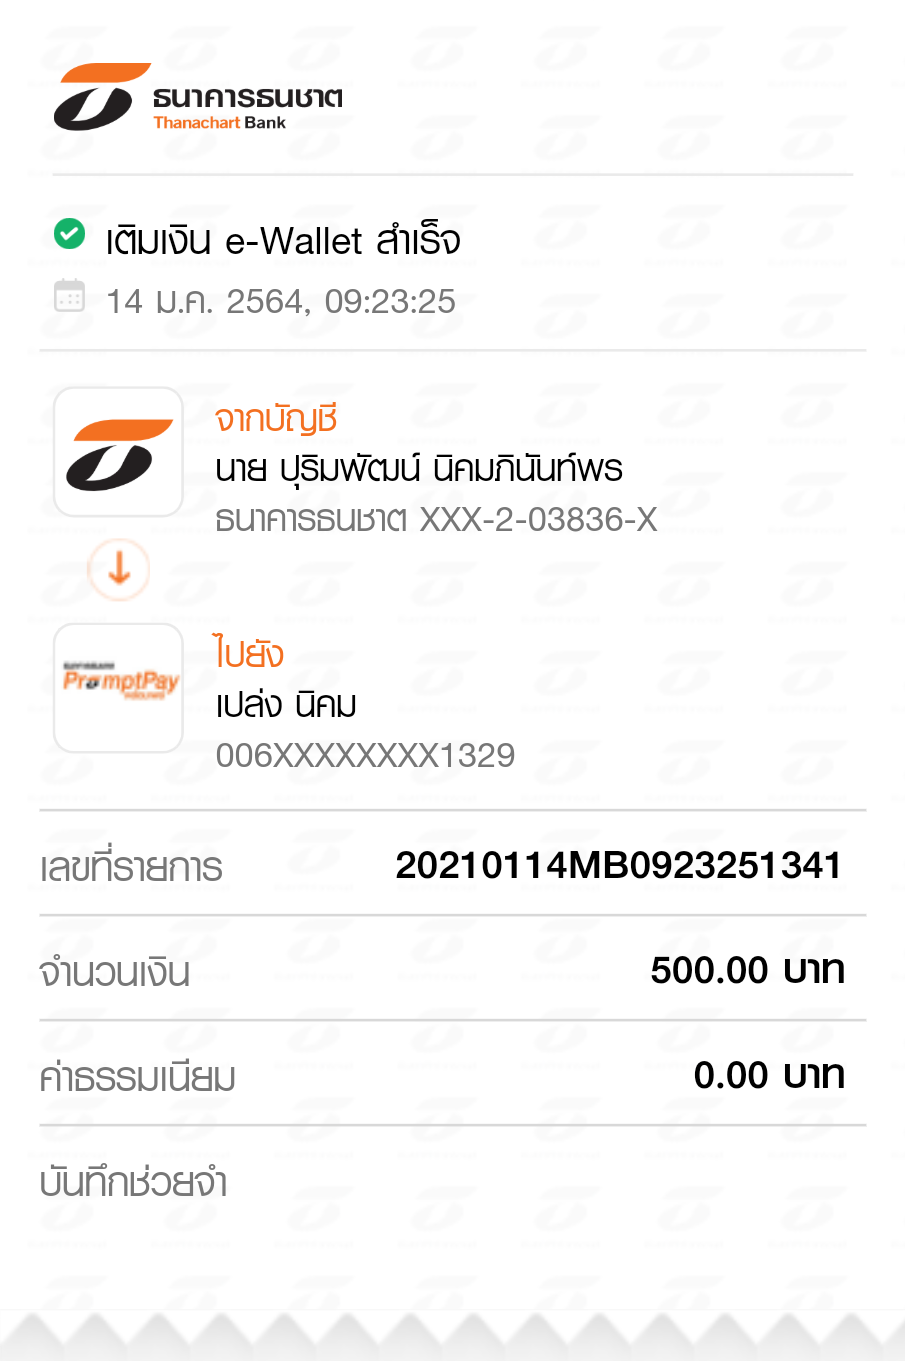 ธนาคารธนชาต
Thanachart Bank
เติมเงิน e-Wallet สำเร็จ
14 ม.ค. 2564, 09:23:25
จากบัญชี
นาย ปุริมพัฒน์ นิคมภินันท์พร
ธนาคารธนชาต XXX-2-03836-X
PromptPay
ไปยัง
เปล่ง นิคม
006XXXXXXXX1329
เลขที่รายการ 20210114MB0923251341
จำนวนเงิน 500.00 บาท
ค่าธรรมเนียม 0.00 บาท
บันทึกช่วยจำ